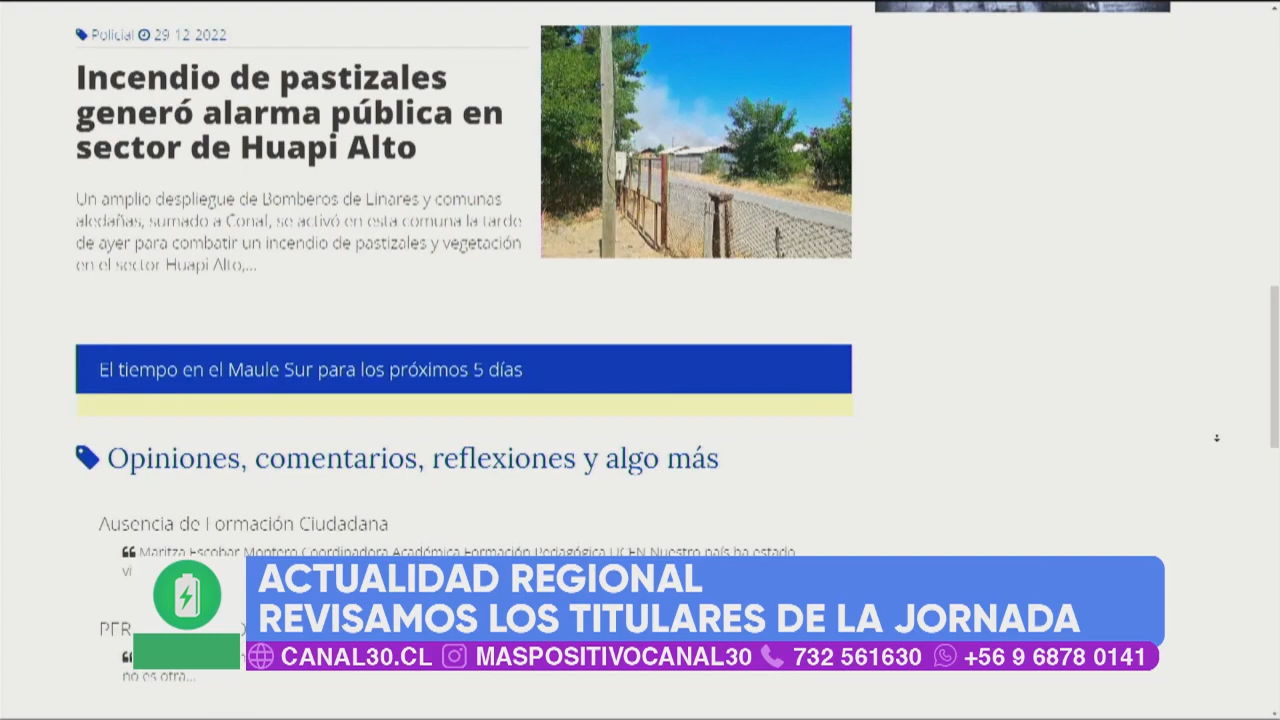 Policial 29-12-2022
Incendio de pastizales
generó alarma pública en
sector de Huapi Alto
Un amplio despliegue de Bomberos de Linares y comunas
aledañas, sumado a Conaf, se activó en esta comuna la tarde
de ayer para combatir un incendio de pastizales y vegetación
en el sector Huapi Alto,...
El tiempo en el Maule Sur para los próximos 5 días
Opiniones, comentarios, reflexiones y algo más
Ausencia de Formación Ciudadana
Maritza Escobar Montero Coordinadora Académica Formación Pedagógica UCEN Nuestro país ha estado
no es otra...
ACTUALIDAD REGIONAL
REVISAMOS LOS TITULARES DE LA JORNADA
CANAL30.CL MASPOSITIVOCANAL30 732 561630 +56 9 6878 0141